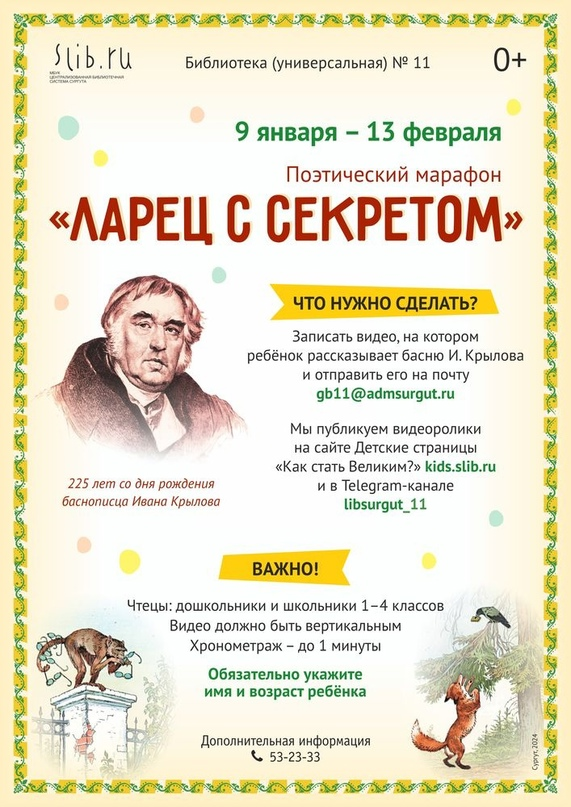 Slib.ru
МБУК
ЦЕНТРАЛИЗОВАННАЯ БИБЛИОТЕЧНАЯ
СИСТЕМА СУРГУТА
Библиотека (универсальная) № 11
0+
9 января – 13 февраля
Поэтический марафон
«ЛАРЕЦ С СЕКРЕТОМ»
ЧТО НУЖНО СДЕЛАТЬ?
Записать видео, на котором
ребёнок рассказывает басню И. Крылова
и отправить его на почту
gb11@admsurgut.ru
Мы публикуем видеоролики
на сайте Детские страницы
«Как стать Великим?» kids.slib.ru
и в Telegram-канале
libsurgut_11
225 лет со дня рождения
баснописца Ивана Крылова
ВАЖНО!
Чтецы: дошкольники и школьники 1–4 классов
Видео должно быть вертикальным
Хронометраж – до 1 минуты
Обязательно укажите
имя и возраст ребёнка
Дополнительная информация
53-23-33
Сургут, 2024